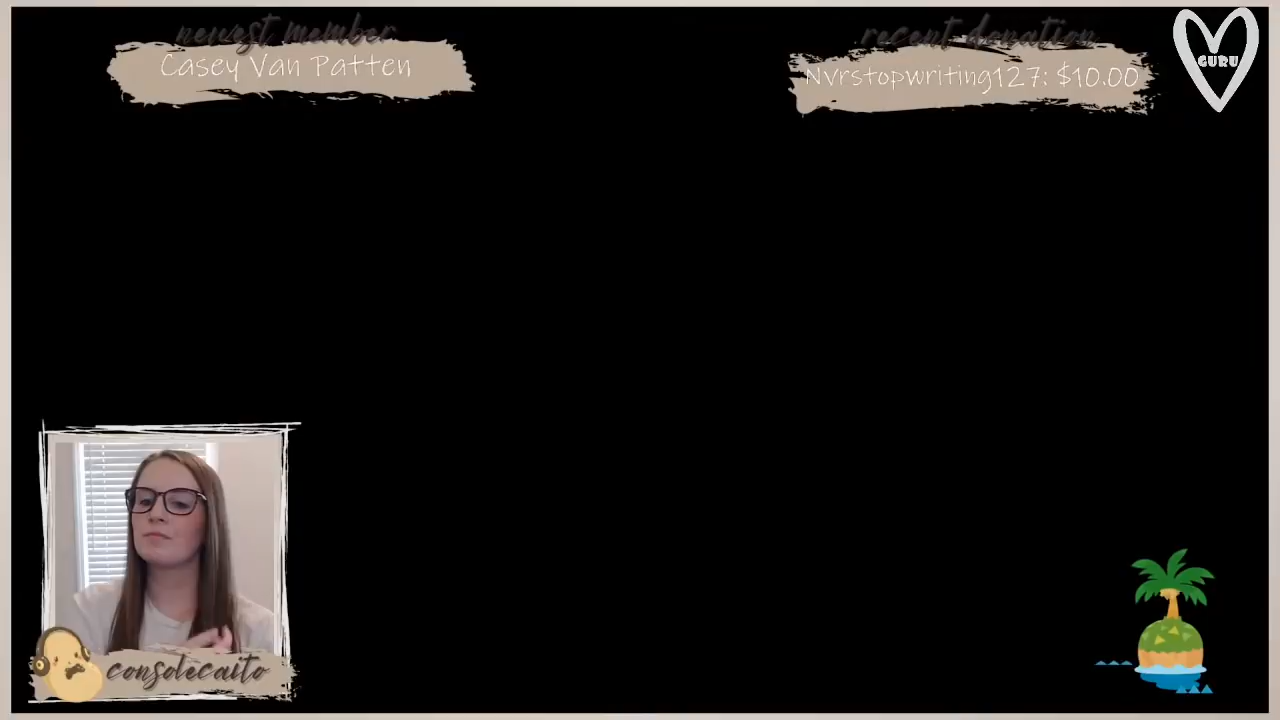 newest member
Casey Van Patten
recent donation
Nvrstopwriting127: $10.00
GURU
consolecaito